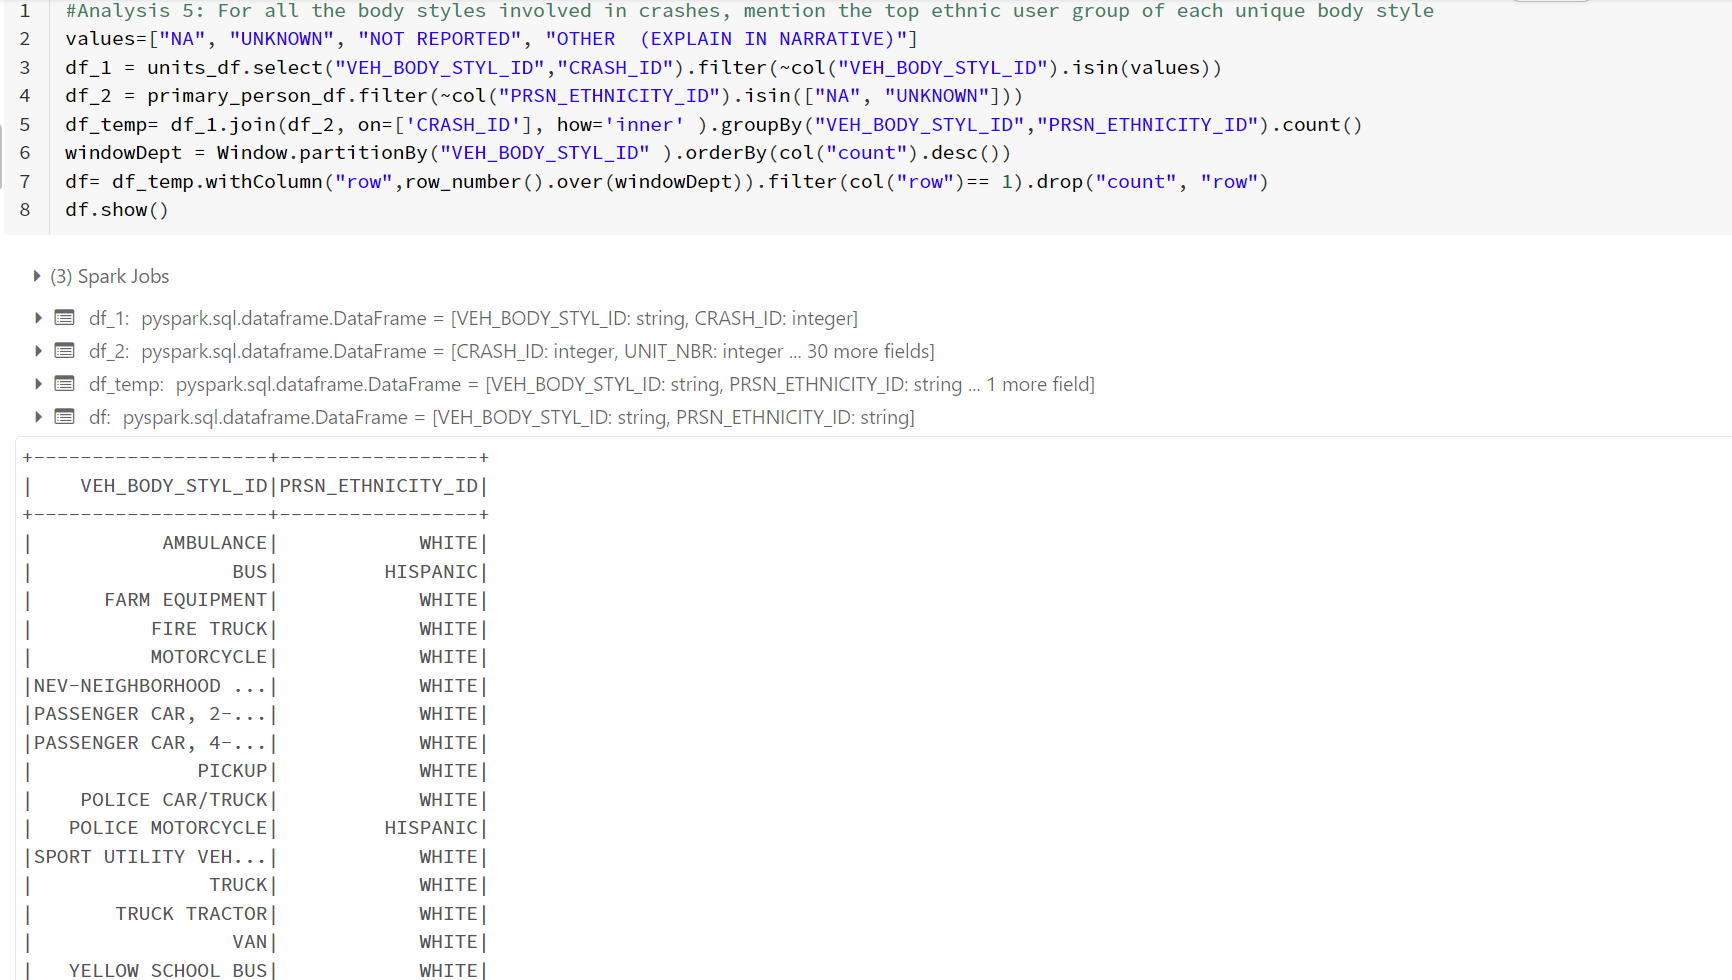 1 #Analysis 5: For all the body styles involved in crashes, mention the top ethnic user group of each unique body style
2 values=["NA", "UNKNOWN", "NOT REPORTED", "OTHER  (EXPLAIN IN NARRATIVE)"]
3 df_1 = units_df.select("VEH_BODY_STYL_ID","CRASH_ID").filter(~col("VEH_BODY_STYL_ID").isin(values))
4 df_2 = primary_person_df.filter(~col("PRSN_ETHNICITY_ID").isin(["NA", "UNKNOWN"]))
5 df_temp= df_1.join(df_2, on=['CRASH_ID'], how='inner' ).groupBy("VEH_BODY_STYL_ID","PRSN_ETHNICITY_ID").count()
6 windowDept = Window.partitionBy("VEH_BODY_STYL_ID" ).orderBy(col("count").desc())
7 df= df_temp.withColumn("row",row_number().over(windowDept)).filter(col("row")== 1).drop("count", "row")
8 df.show()
(3) Spark Jobs
df_1: pyspark.sql.dataframe.DataFrame = [VEH_BODY_STYL_ID: string, CRASH_ID: integer]
df_2: pyspark.sql.dataframe.DataFrame = [CRASH_ID: integer, UNIT_NBR: integer ... 30 more fields]
df_temp: pyspark.sql.dataframe.DataFrame = [VEH_BODY_STYL_ID: string, PRSN_ETHNICITY_ID: string ... 1 more field]
df: pyspark.sql.dataframe.DataFrame = [VEH_BODY_STYL_ID: string, PRSN_ETHNICITY_ID: string]
+--------------------+-----------------+
|    VEH_BODY_STYL_ID|PRSN_ETHNICITY_ID|
+--------------------+-----------------+
|           AMBULANCE|            WHITE|
|                 BUS|         HISPANIC|
|      FARM EQUIPMENT|            WHITE|
|          FIRE TRUCK|            WHITE|
|          MOTORCYCLE|            WHITE|
|NEV-NEIGHBORHOOD ...|            WHITE|
|PASSENGER CAR, 2-...|            WHITE|
|PASSENGER CAR, 4-...|            WHITE|
|              PICKUP|            WHITE|
|    POLICE CAR/TRUCK|            WHITE|
|   POLICE MOTORCYCLE|         HISPANIC|
|SPORT UTILITY VEH...|            WHITE|
|               TRUCK|            WHITE|
|       TRUCK TRACTOR|            WHITE|
|                 VAN|            WHITE|
|   YELLOW SCHOOL BUS|            WHITE|